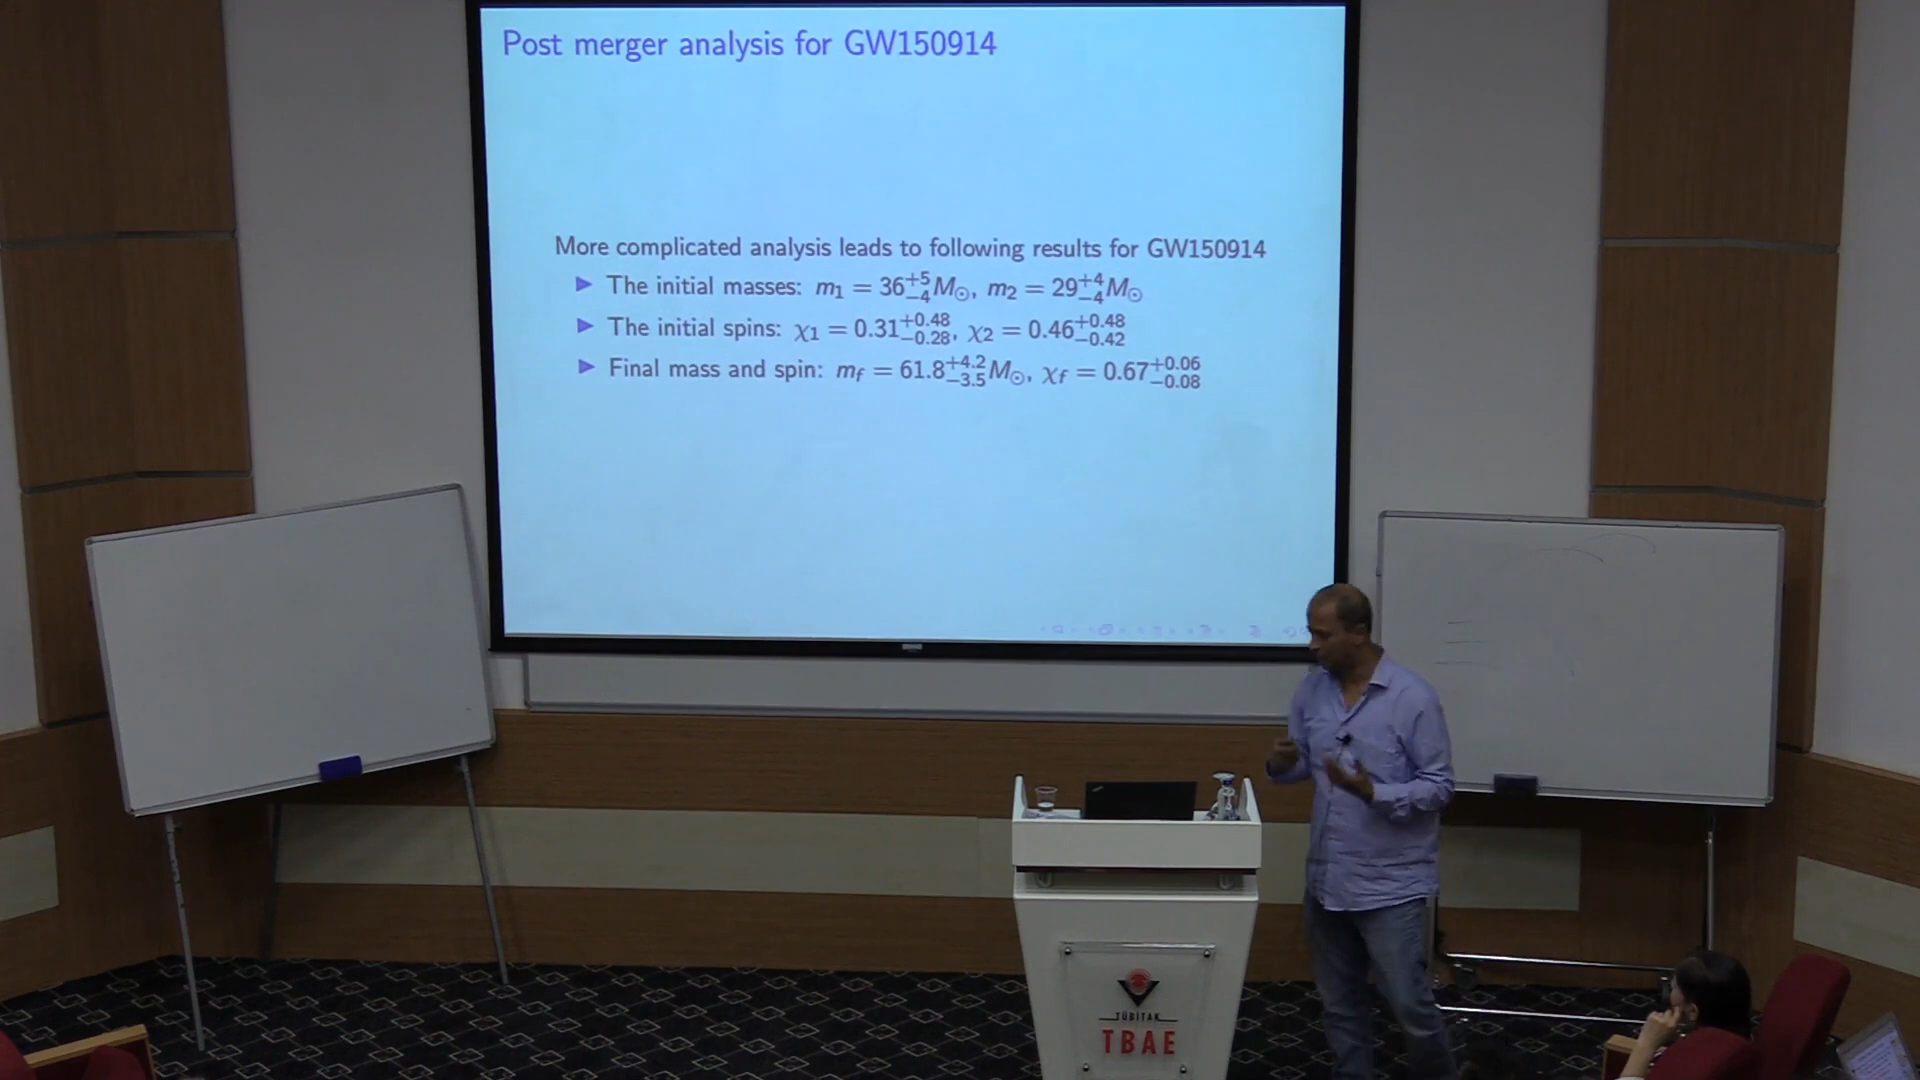 Post merger analysis for GW150914
More complicated analysis leads to following results for GW150914
▶ The initial masses: m₁ = 36⁺⁵₋₄M⊙, m₂ = 29⁺⁴₋₄M⊙
▶ The initial spins: χ₁ = 0.31⁺⁰·⁴⁸₋₀.₂₈, χ₂ = 0.46⁺⁰·⁴⁸₋₀.₄₂
▶ Final mass and spin: m_f = 61.8⁺⁴·²₋₃.₅M⊙, χ_f = 0.67⁺⁰·⁰⁶₋₀.₀₈
TÜBİTAK
TBAE